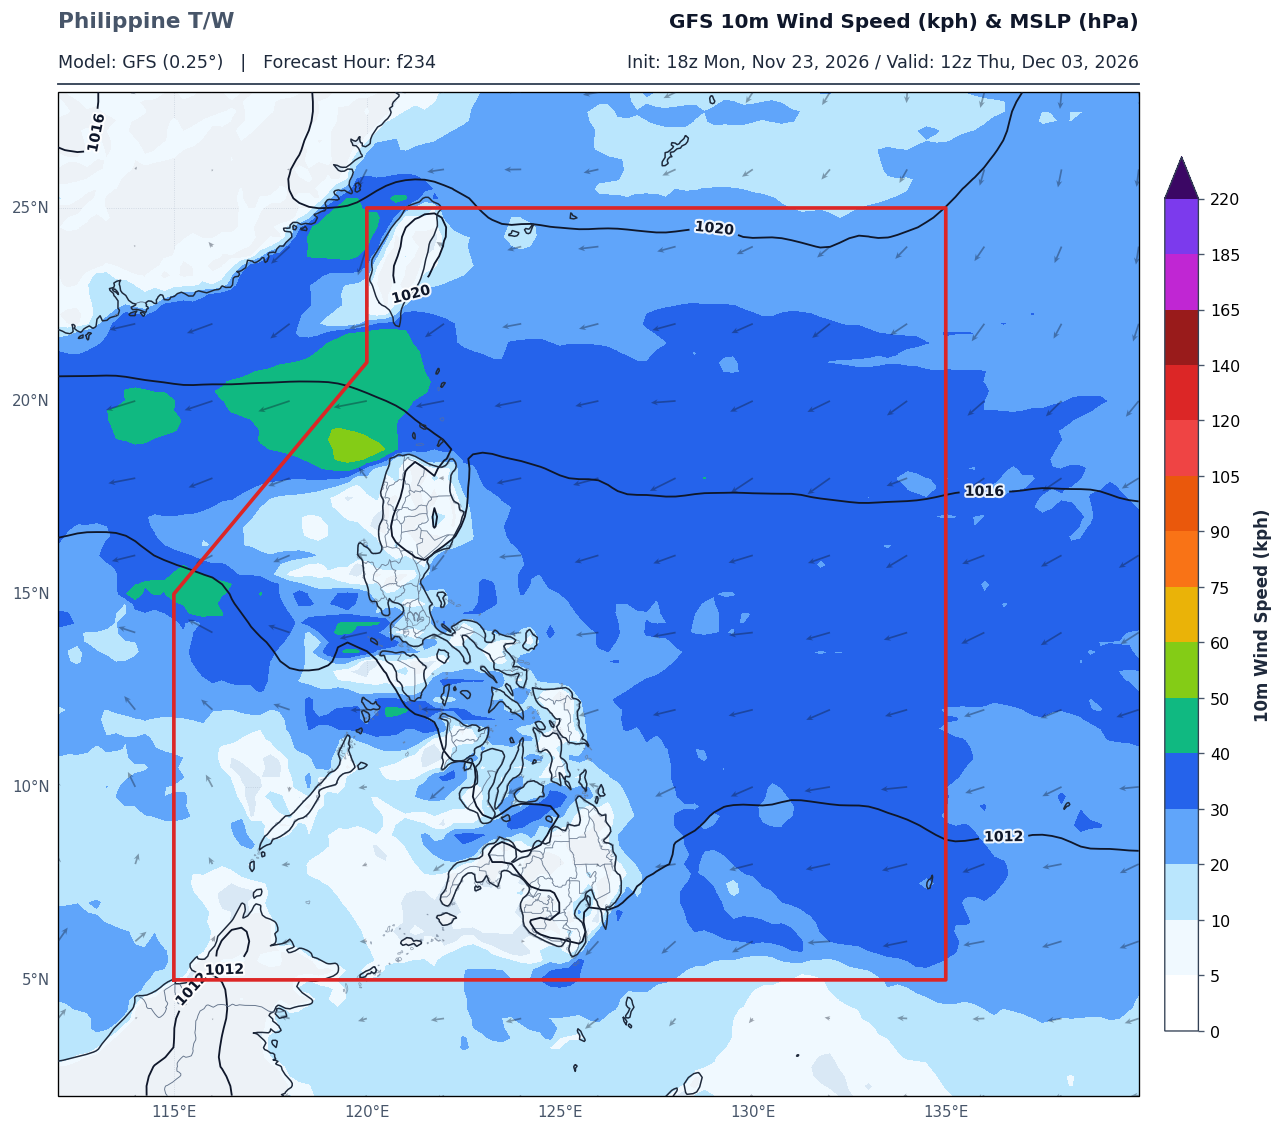 Philippine T/W
GFS 10m Wind Speed (kph) & MSLP (hPa)
Model: GFS (0.25°) | Forecast Hour: f234
Init: 18z Mon, Nov 23, 2026 / Valid: 12z Thu, Dec 03, 2026
1016
1020
1020
1016
1012
1012
1012
25°N
20°N
15°N
10°N
5°N
115°E
120°E
125°E
130°E
135°E
220
185
165
140
120
105
90
75
60
50
40
30
20
10
5
0
10m Wind Speed (kph)